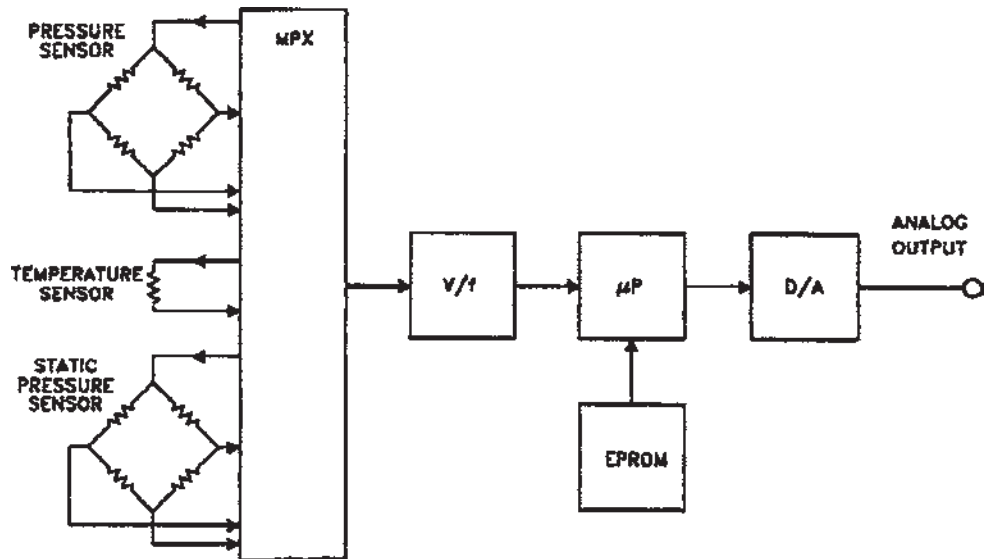 PRESSURE
SENSOR
MPX
TEMPERATURE
SENSOR
STATIC
PRESSURE
SENSOR
V/f
μP
D/A
ANALOG
OUTPUT
EPROM